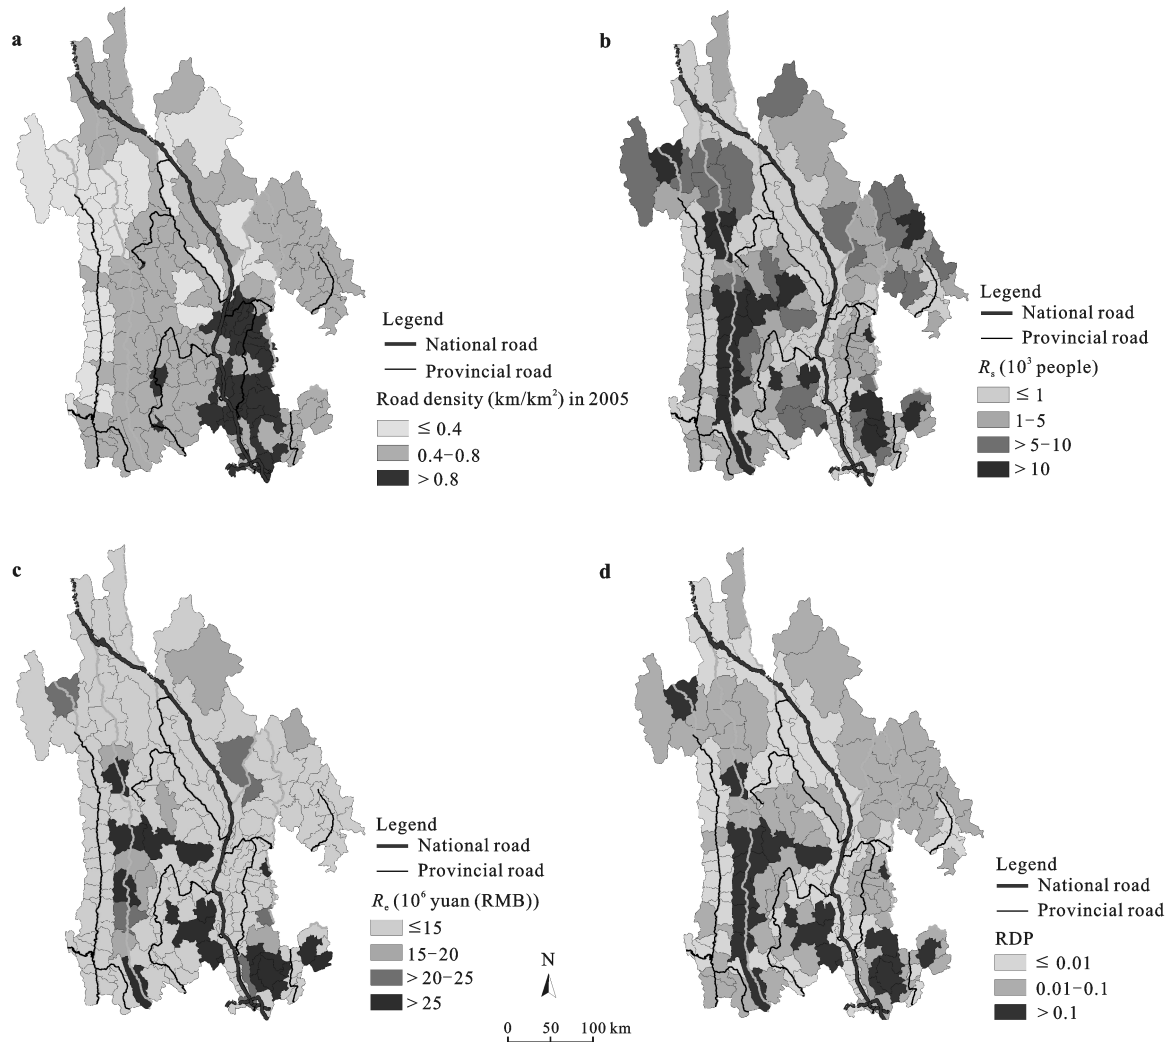 a
Legend
National road
Provincial road
Road density (km/km²) in 2005
≤ 0.4
0.4−0.8
> 0.8
b
Legend
National road
Provincial road
Rₛ (10³ people)
≤ 1
1−5
> 5−10
> 10
c
Legend
National road
Provincial road
Rₑ (10⁶ yuan (RMB))
≤15
15−20
> 20−25
> 25
N
0 50 100 km
d
Legend
National road
Provincial road
RDP
≤ 0.01
0.01−0.1
> 0.1